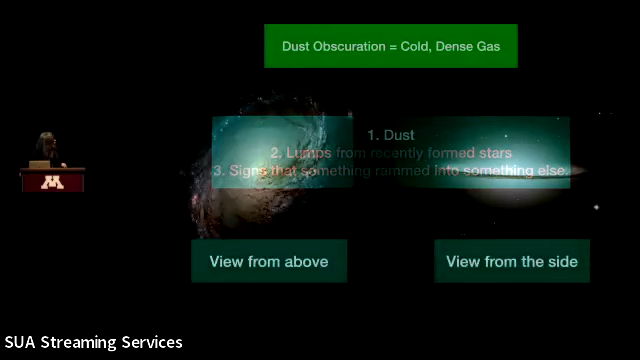 Dust Obscuration = Cold, Dense Gas
1. Dust
2. Lumps from recently formed stars
3. Signs that something rammed into something else.
View from above
View from the side
M
SUA Streaming Services